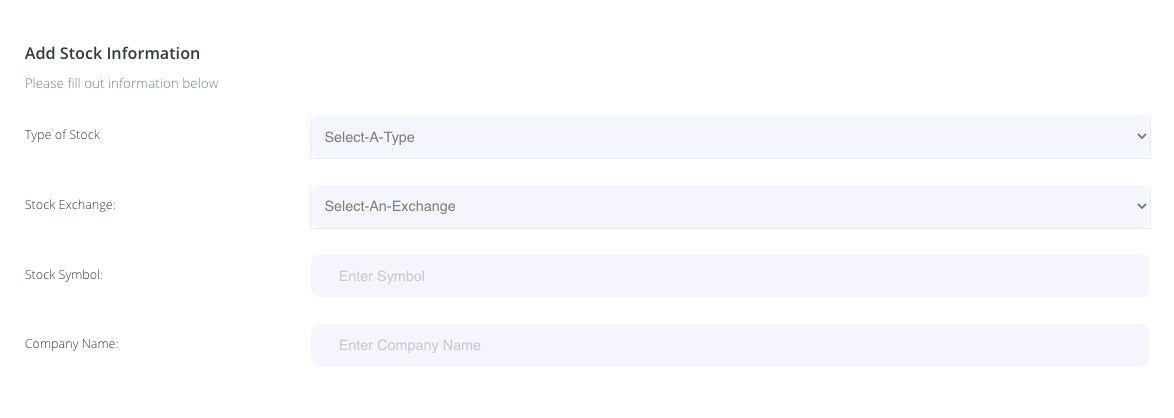 Add Stock Information
Please fill out information below
Type of Stock
Select-A-Type
Stock Exchange:
Select-An-Exchange
Stock Symbol:
Enter Symbol
Company Name:
Enter Company Name